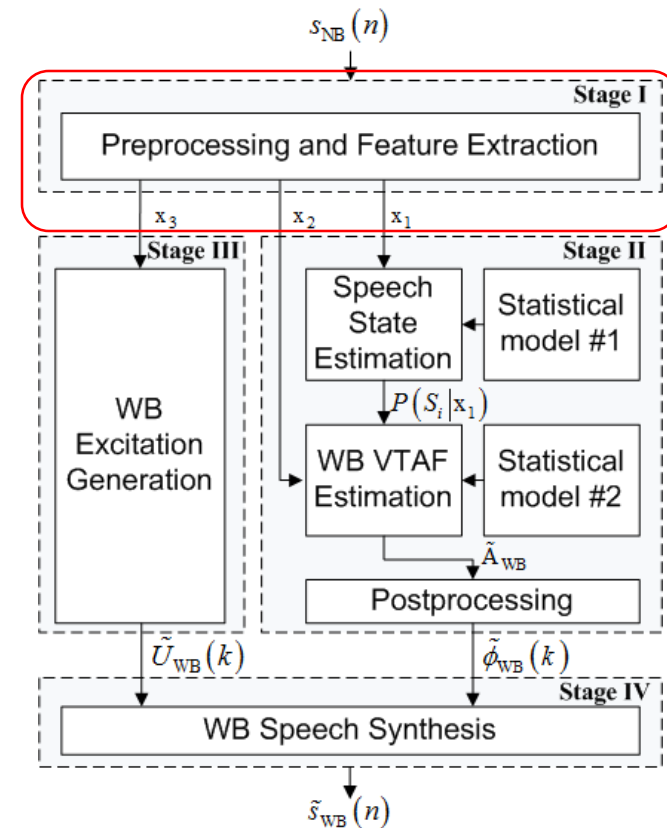 s_NB(n)
Stage I
Preprocessing and Feature Extraction
x_3
x_2
x_1
Stage III
Stage II
WB
Excitation
Generation
Speech
State
Estimation
Statistical
model #1
P(S_i|x_1)
WB VTAF
Estimation
Statistical
model #2
Ã_WB
Postprocessing
Ũ_WB(k)
ϕ̃_WB(k)
Stage IV
WB Speech Synthesis
s̃_WB(n)